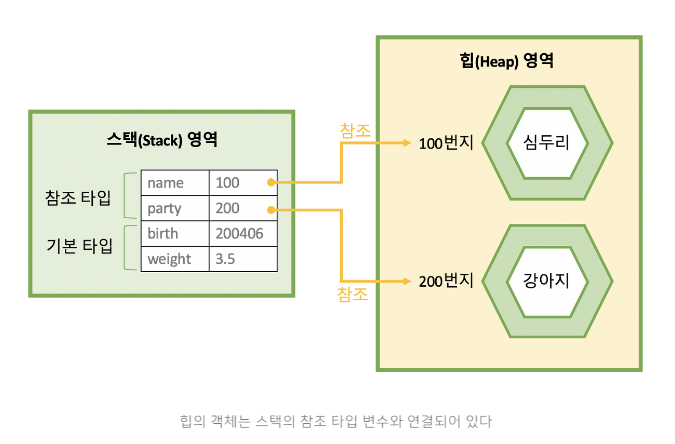 힙(Heap) 영역
스택(Stack) 영역
참조
100번지
심두리
참조 타입
name 100
party 200
기본 타입
birth 200406
weight 3.5
200번지
강아지
참조
힙의 객체는 스택의 참조 타입 변수와 연결되어 있다